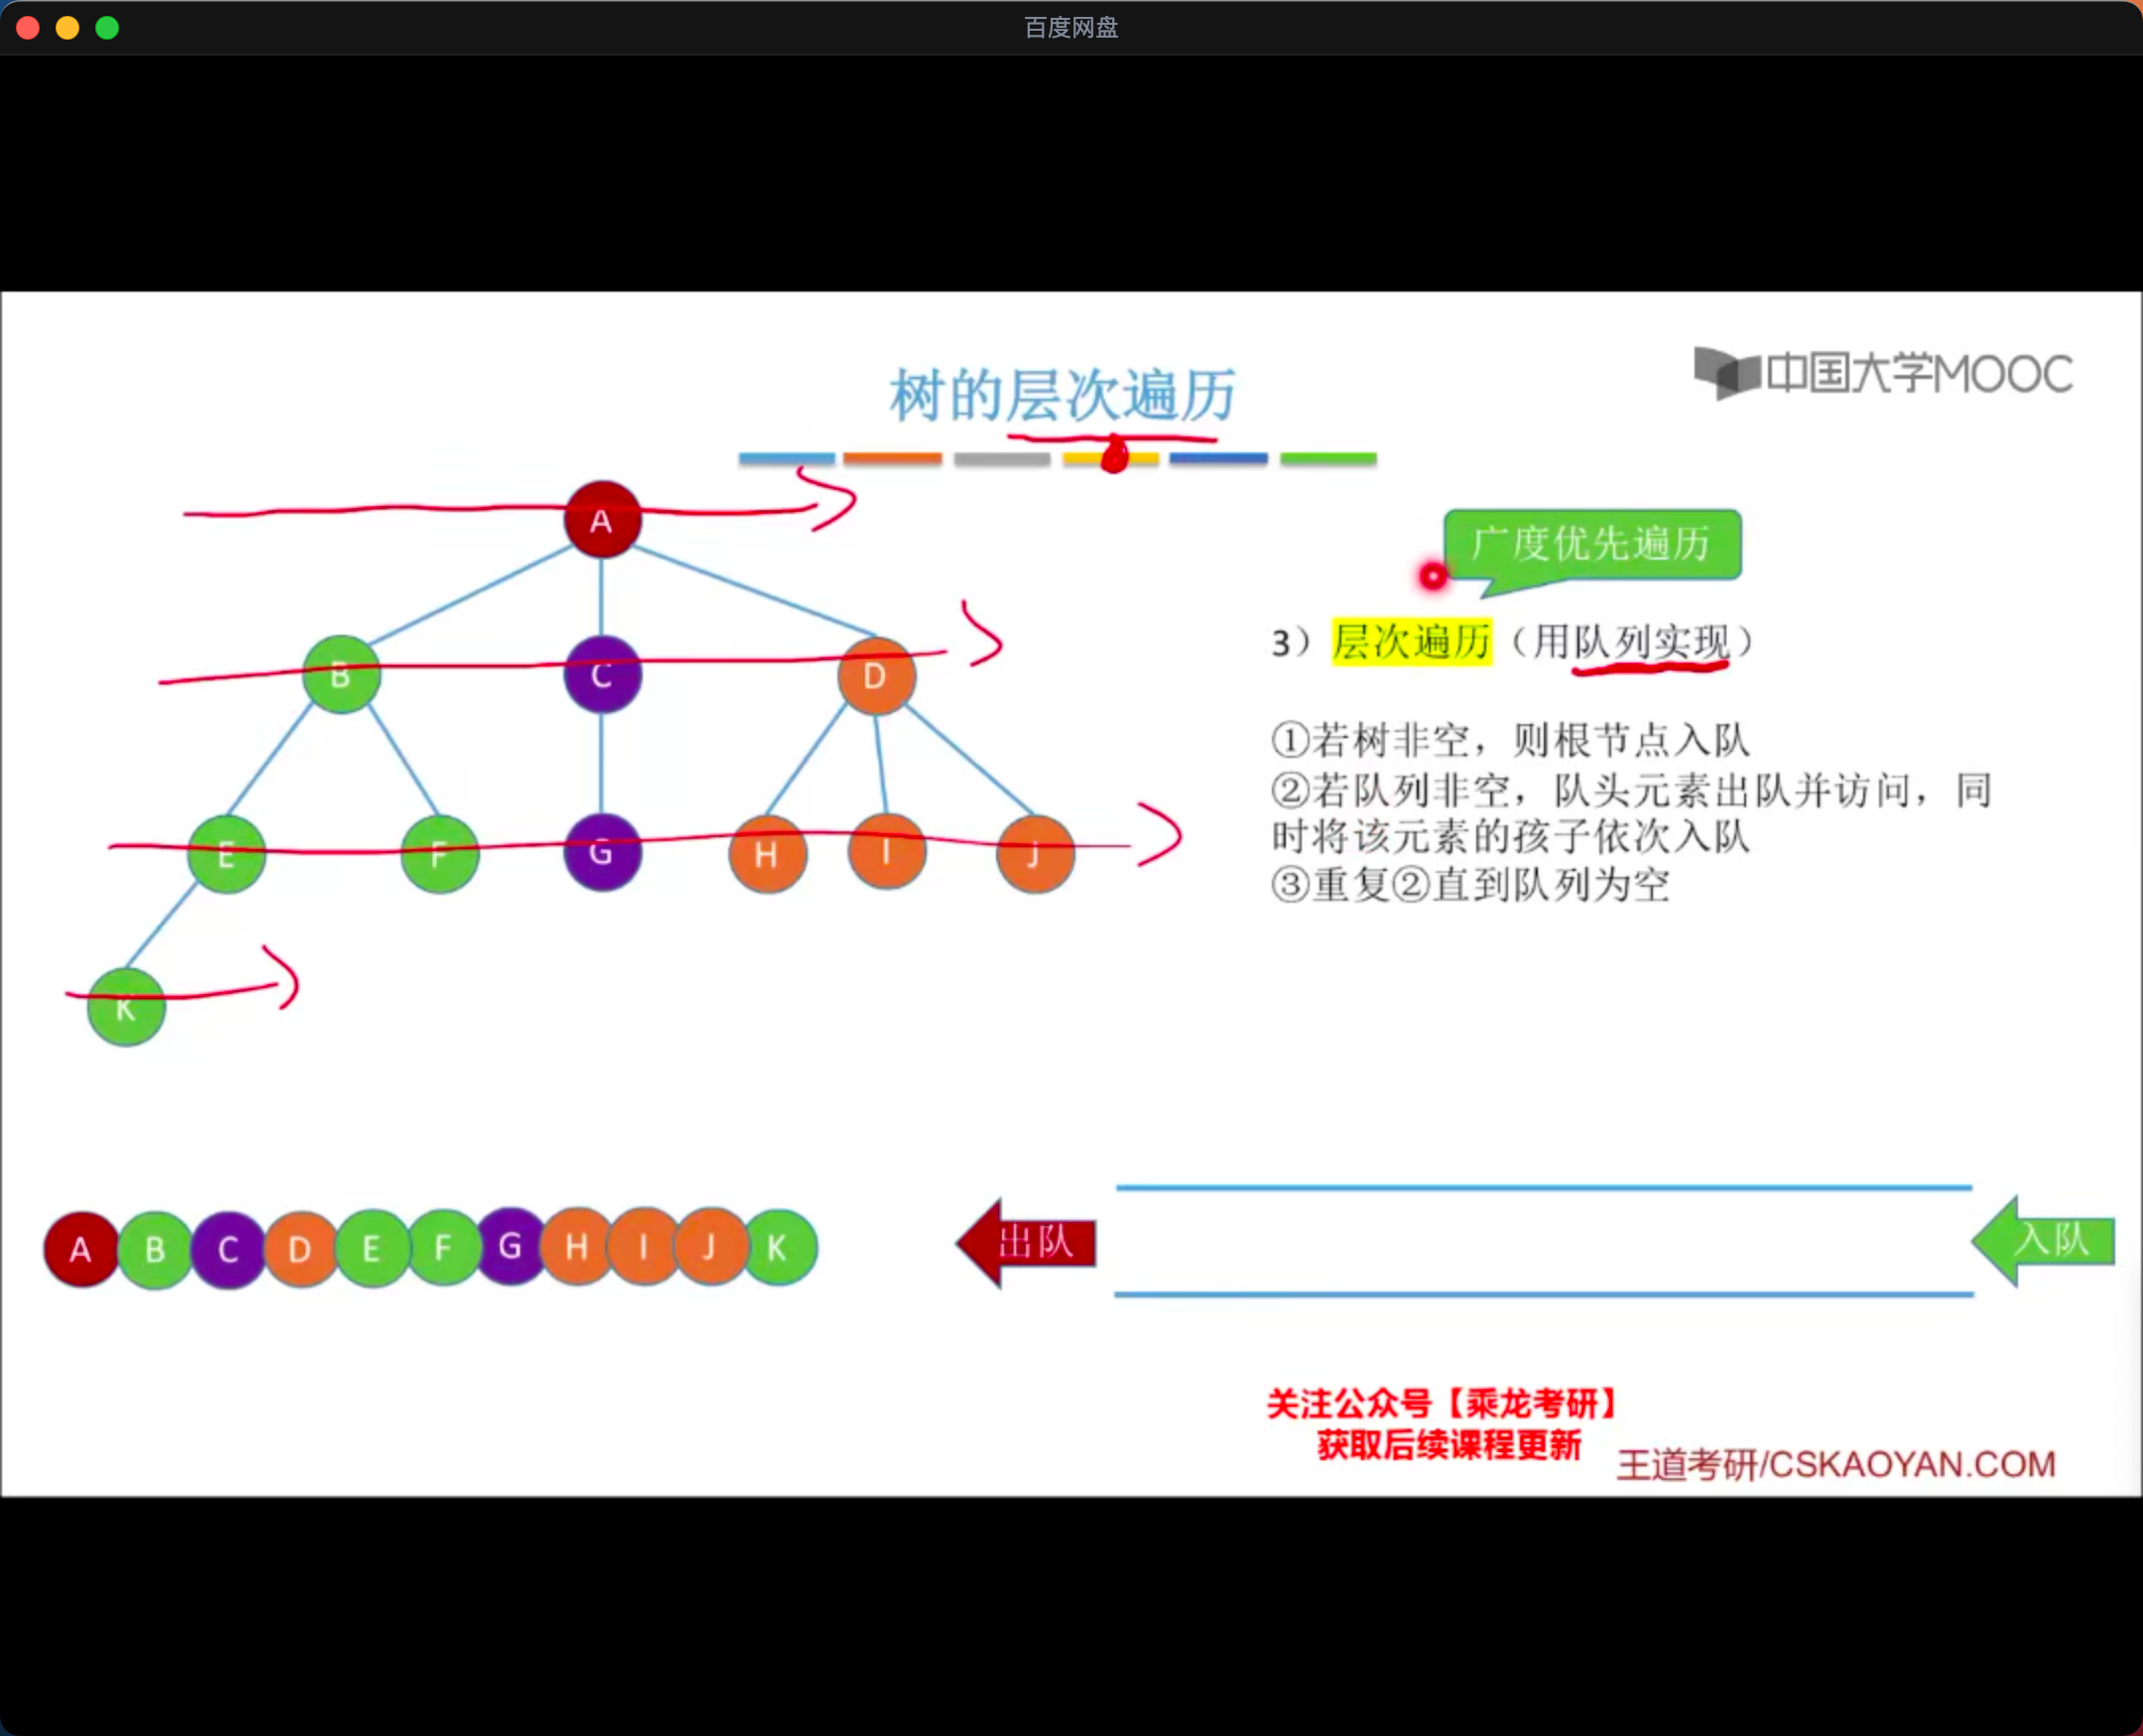 百度网盘
中国大学MOOC
树的层次遍历
A
广度优先遍历
3）层次遍历（用队列实现）
B C D
①若树非空，则根节点入队
②若队列非空，队头元素出队并访问，同
时将该元素的孩子依次入队
③重复②直到队列为空
E F G H I J
K
A B C D E F G H I J K
出队
入队
关注公众号【乘龙考研】
获取后续课程更新
王道考研/CSKAOYAN.COM